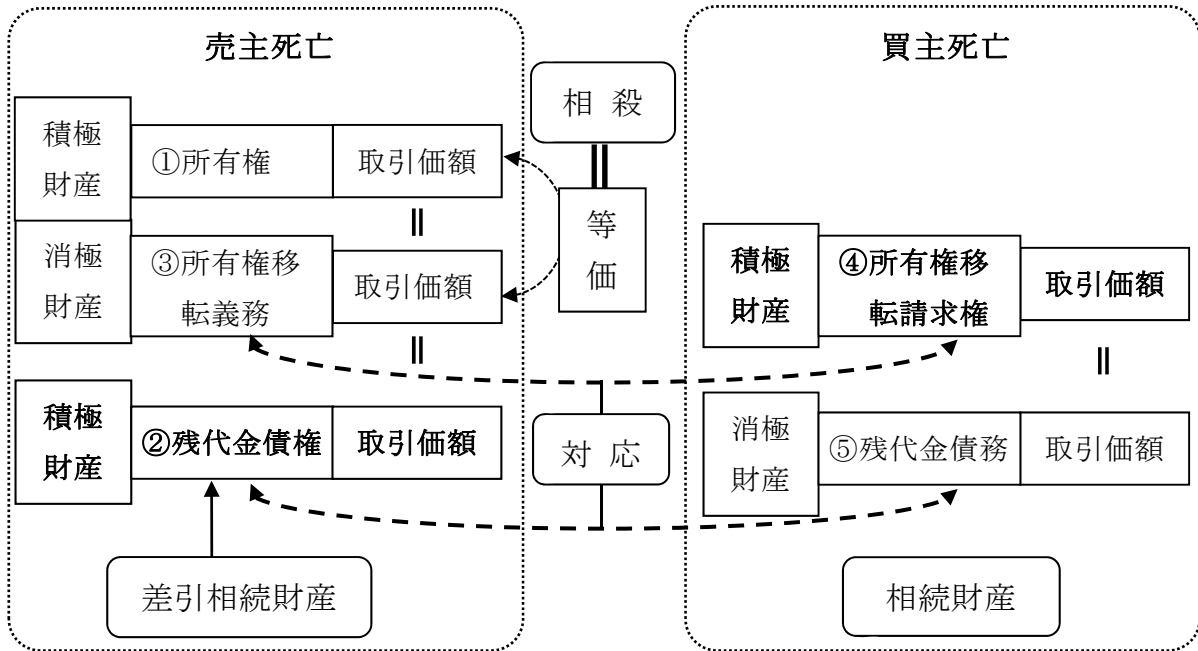 売主死亡
積極
財産
①所有権
取引価額
||
消極
財産
③所有権移
転義務
取引価額
||
積極
財産
②残代金債権
取引価額
差引相続財産
相 殺
||
等
価
対 応
買主死亡
積極
財産
④所有権移
転請求権
取引価額
||
消極
財産
⑤残代金債務
取引価額
相続財産